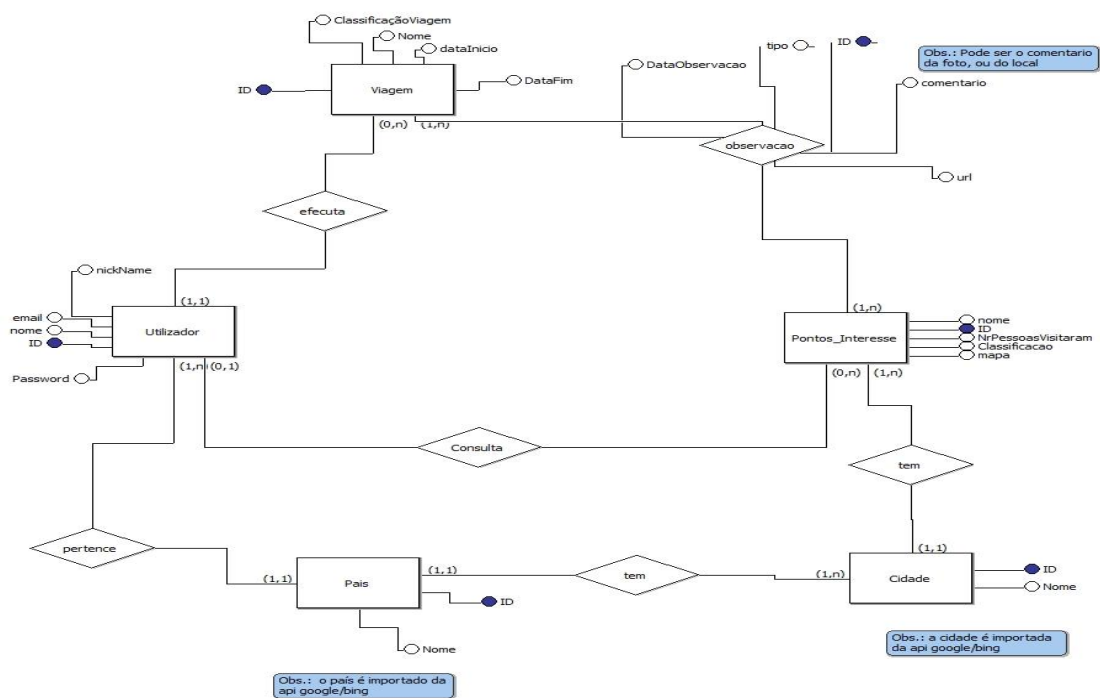 ClassificaçãoViagem
Nome
dataInicio
DataFim
ID
Viagem
(0,n) (1,n)
tipo
ID
Obs.: Pode ser o comentario
da foto, ou do local
DataObservacao
comentario
observacao
url
efecuta
nickName
(1,1)
email
nome
ID
Utilizador
Password
(1,n) (0,1)
(1,n)
Pontos_Interesse
nome
ID
NrPessoasVisitaram
Classificacao
mapa
(0,n) (1,n)
Consulta
tem
pertence
(1,1)
Pais
(1,1)
ID
Nome
tem
(1,n)
(1,1)
Cidade
ID
Nome
Obs.: a cidade é importada
da api google/bing
Obs.: o país é importado da
api google/bing